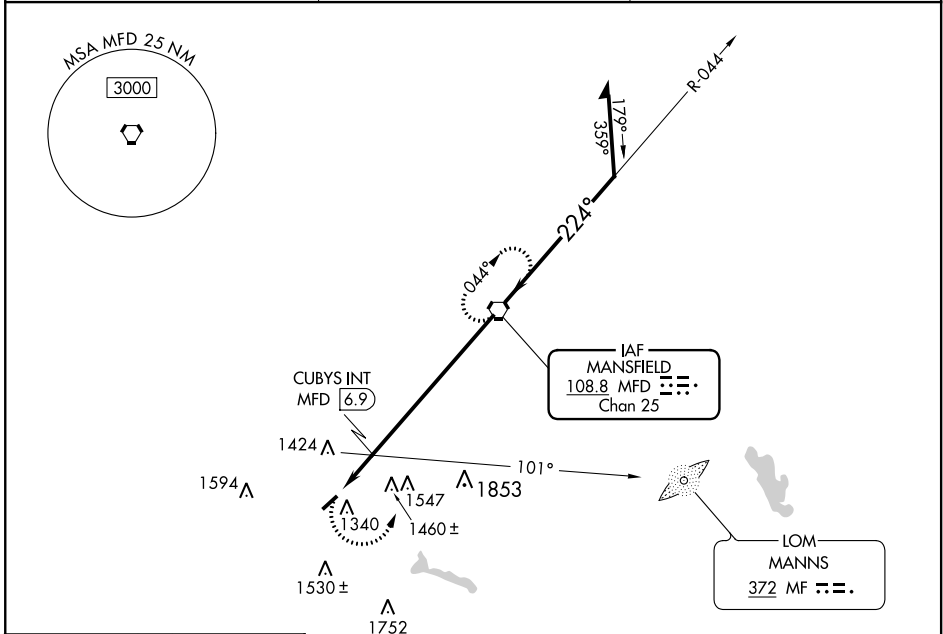 MSA MFD 25 NM
3000
R-044
179°
359°
224°
044°
IAF
MANSFIELD
108.8 MFD
Chan 25
CUBYS INT
MFD 6.9
1424
101°
1594
1853
1547
1340
1460 ±
LOM
MANNS
372 MF
1530 ±
1752